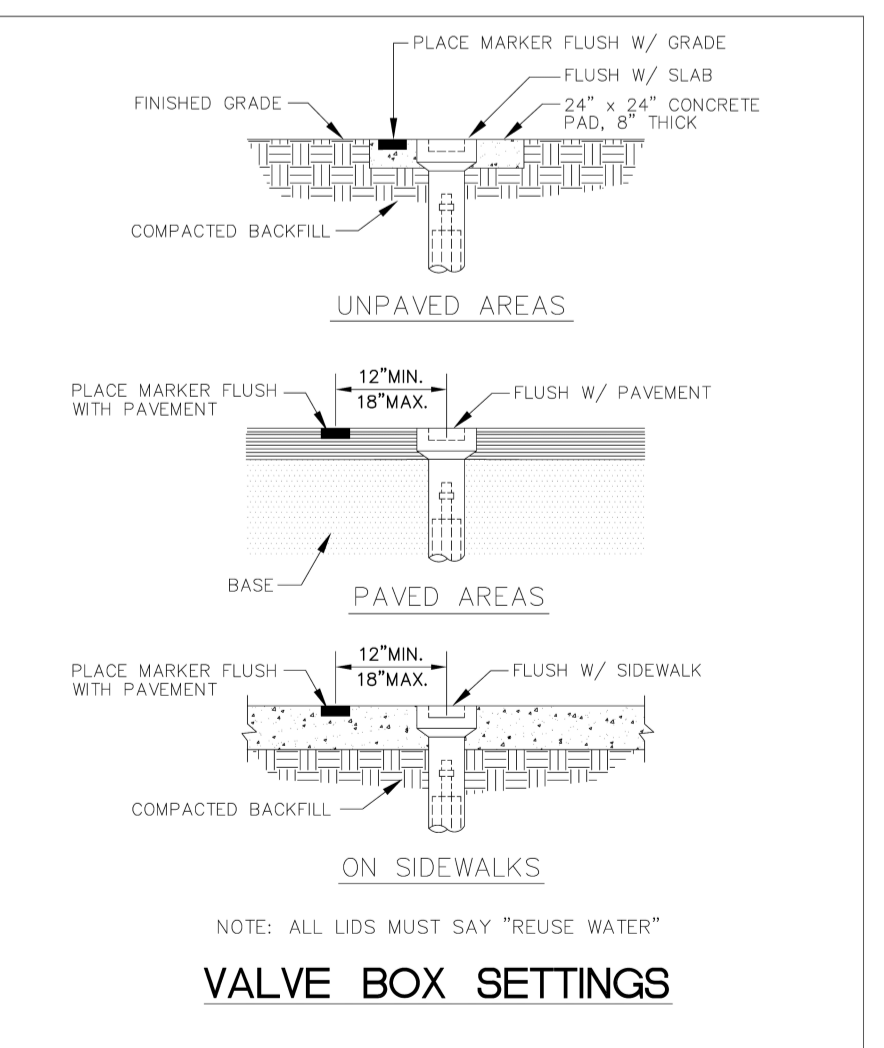 PLACE MARKER FLUSH W/ GRADE
FLUSH W/ SLAB
FINISHED GRADE
24" x 24" CONCRETE
PAD, 8" THICK
COMPACTED BACKFILL
UNPAVED AREAS
12"MIN.
18"MAX.
PLACE MARKER FLUSH
WITH PAVEMENT
FLUSH W/ PAVEMENT
BASE
PAVED AREAS
12"MIN.
18"MAX.
PLACE MARKER FLUSH
WITH PAVEMENT
FLUSH W/ SIDEWALK
COMPACTED BACKFILL
ON SIDEWALKS
NOTE: ALL LIDS MUST SAY "REUSE WATER"
VALVE BOX SETTINGS